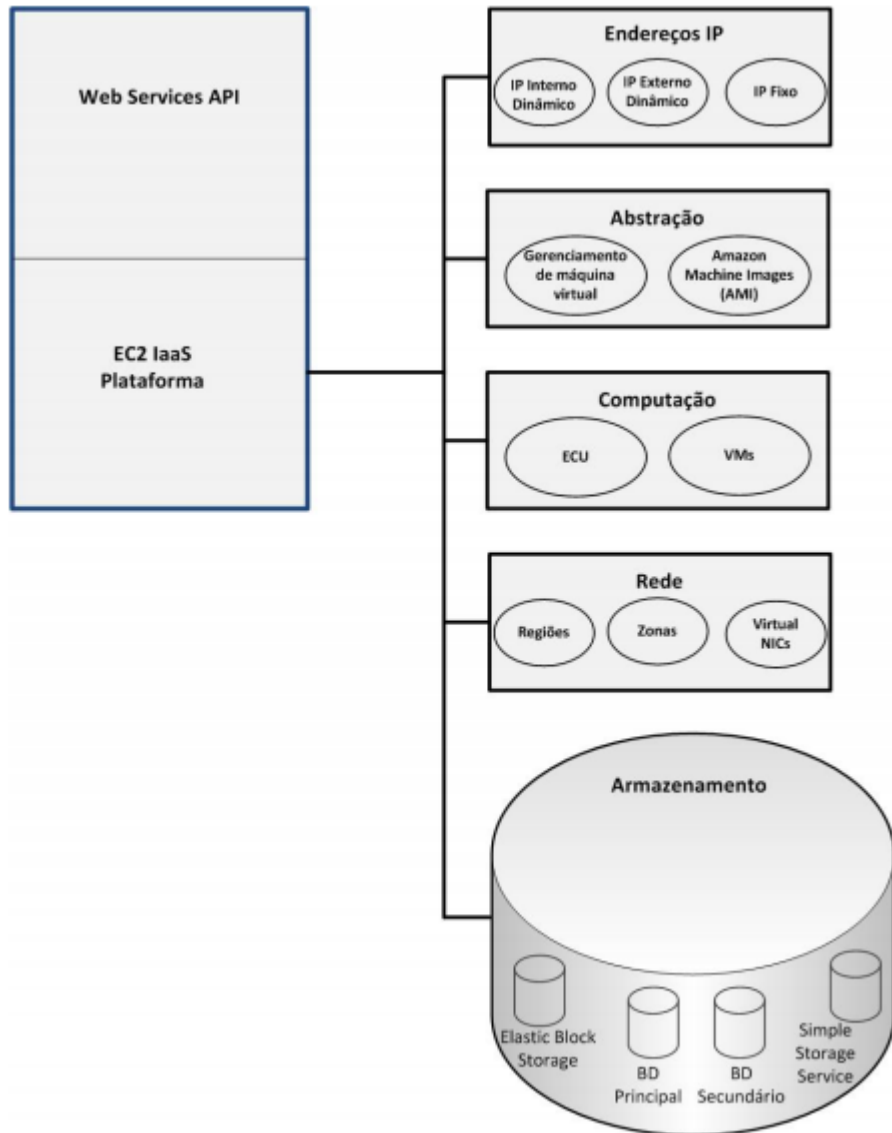 Web Services API
EC2 IaaS
Plataforma
Endereços IP
IP Interno
Dinâmico
IP Externo
Dinâmico
IP Fixo
Abstração
Gerenciamento
de máquina
virtual
Amazon
Machine Images
(AMI)
Computação
ECU
VMs
Rede
Regiões
Zonas
Virtual
NICs
Armazenamento
Elastic Block
Storage
BD
Principal
BD
Secundário
Simple
Storage
Service